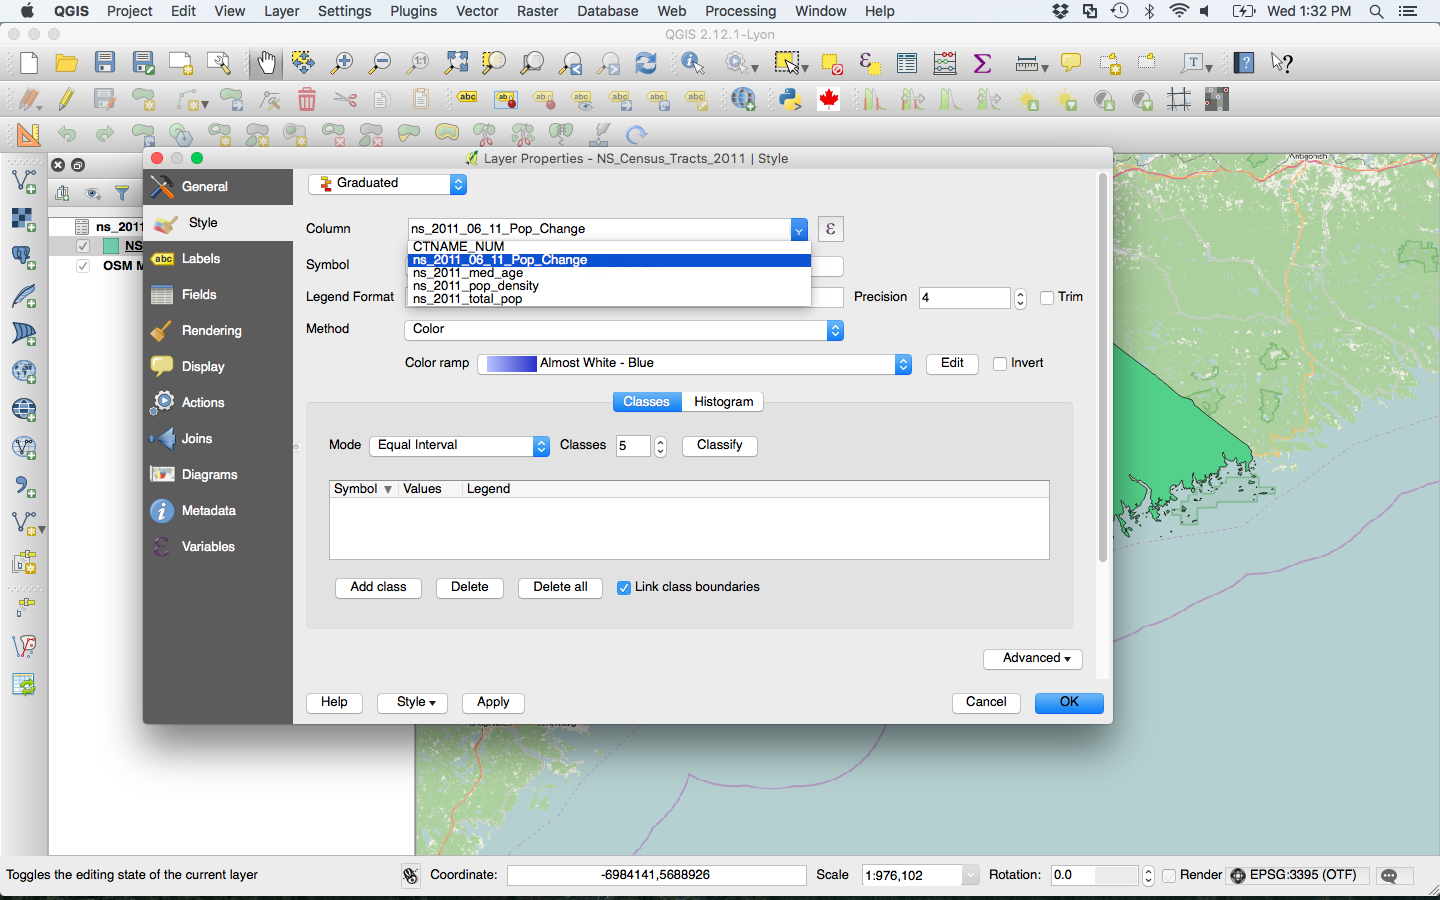 QGIS Project Edit View Layer Settings Plugins Vector Raster Database Web Processing Window Help Wed 1:32 PM
QGIS 2.12.1-Lyon
Layer Properties - NS_Census_Tracts_2011 | Style
General
Style
Labels
Fields
Rendering
Display
Actions
Joins
Diagrams
Metadata
Variables
ns_2011
NS
OSM M
Graduated
Column ns_2011_06_11_Pop_Change ε
CTNAME_NUM
ns_2011_06_11_Pop_Change
ns_2011_med_age
ns_2011_pop_density
ns_2011_total_pop
Symbol
Legend Format Precision 4 Trim
Method Color
Color ramp Almost White - Blue Edit Invert
Classes Histogram
Mode Equal Interval Classes 5 Classify
Symbol Values Legend
Add class Delete Delete all Link class boundaries
Advanced
Help Style Apply Cancel OK
Antigonish
Toggles the editing state of the current layer Coordinate: -6984141,5688926 Scale 1:976,102 Rotation: 0.0 Render EPSG:3395 (OTF)